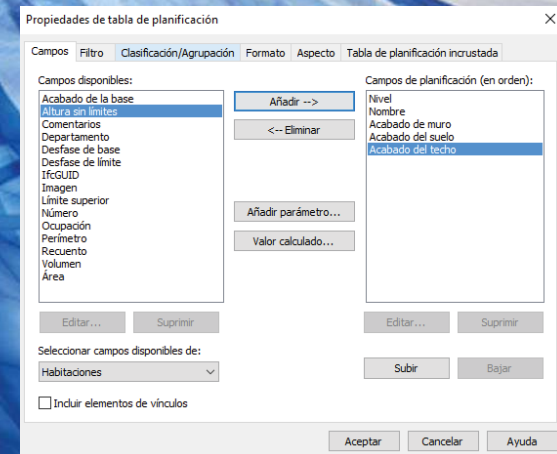 Propiedades de tabla de planificación
Campos Filtro Clasificación/Agrupación Formato Aspecto Tabla de planificación incrustada
Campos disponibles:
Acabado de la base
Altura sin límites
Comentarios
Departamento
Desfase de base
Desfase de límite
IfcGUID
Imagen
Límite superior
Número
Ocupación
Perímetro
Recuento
Volumen
Área
Añadir -->
<-- Eliminar
Añadir parámetro...
Valor calculado...
Campos de planificación (en orden):
Nivel
Nombre
Acabado de muro
Acabado del suelo
Acabado del techo
Editar... Suprimir
Editar... Suprimir
Seleccionar campos disponibles de:
Habitaciones
Subir Bajar
Incluir elementos de vínculos
Aceptar Cancelar Ayuda